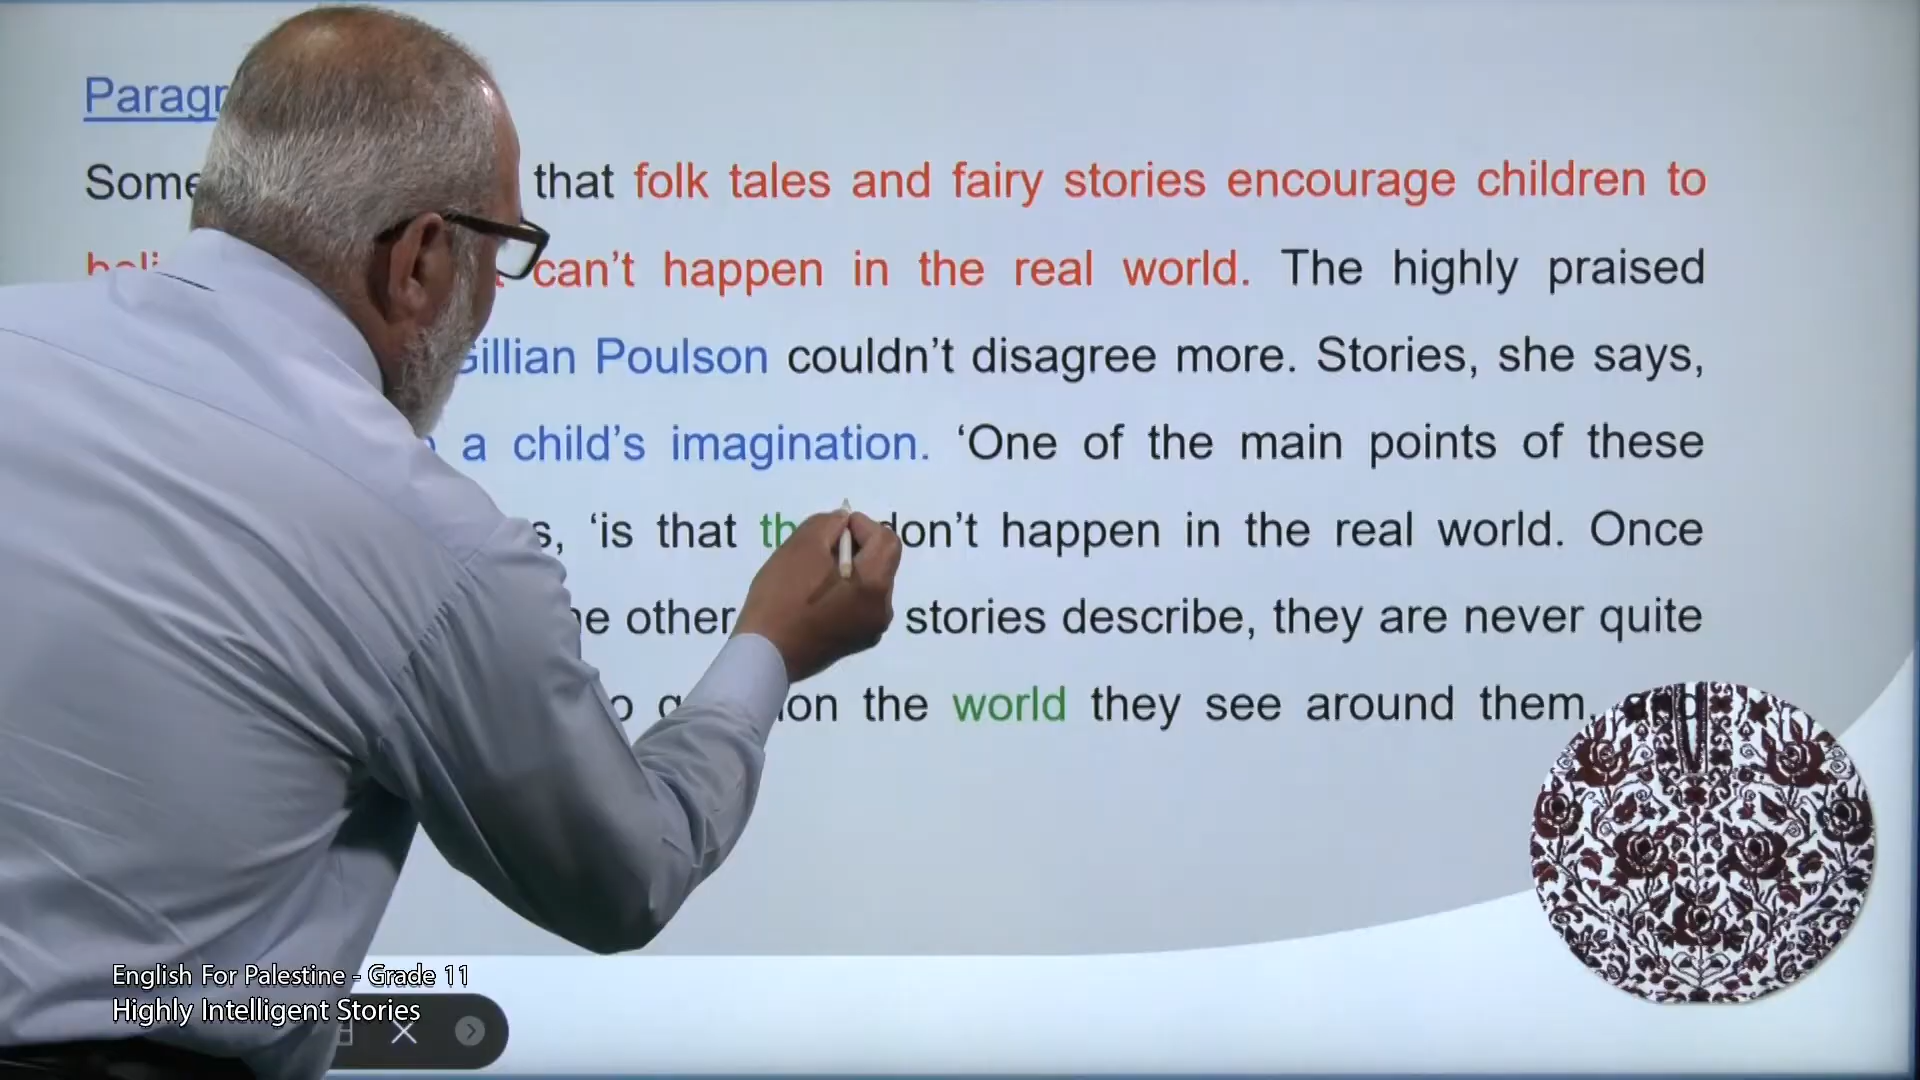 that folk tales and fairy stories encourage children to
can't happen in the real world. The highly praised
Gillian Poulson couldn't disagree more. Stories, she says,
a child's imagination. 'One of the main points of these
'is that don't happen in the real world. Once
other stories describe, they are never quite
the world they see around them, and
English For Palestine - Grade 11
Highly Intelligent Stories